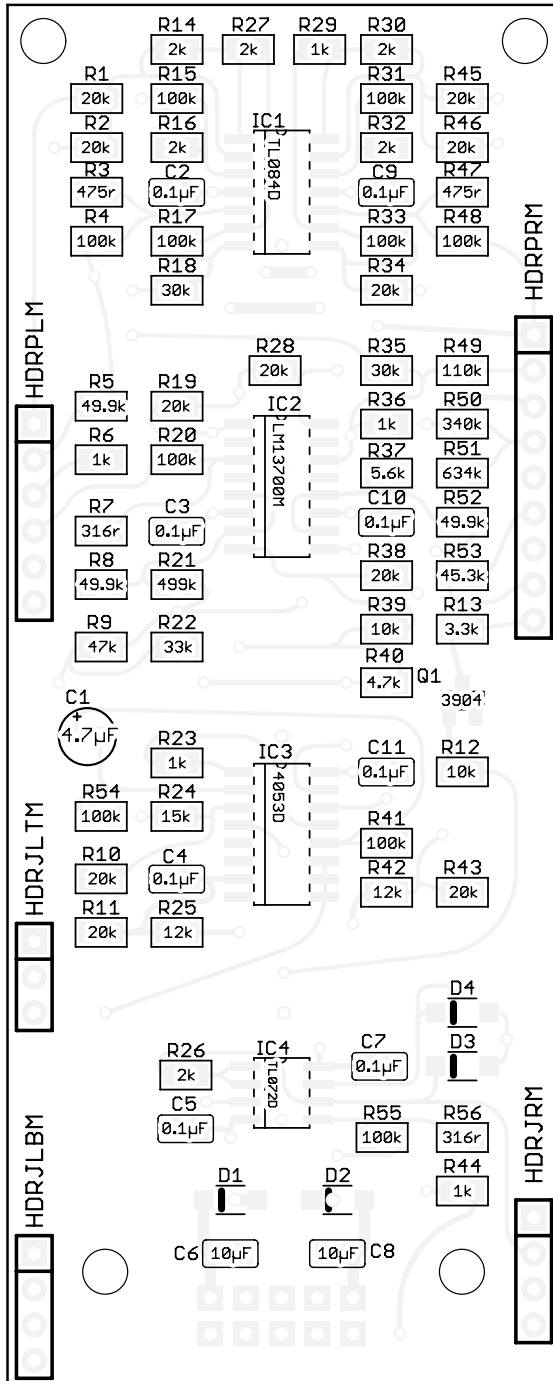 R14 R27 R29 R30
2k 2k 1k 2k
R1 R15 R31 R45
20k 100k 100k 20k
IC1
TL084D
R2 R16 R32 R46
20k 2k 2k 20k
R3 C2 C9 R47
475r 0.1µF 0.1µF 475r
R4 R17 R33 R48
100k 100k 100k 100k
R18 R34
30k 20k
HDRPLM
HDRPRM
R28 R35 R49
20k 30k 110k
R5 R19
49.9k 20k
IC2
LM13700M
R36 R50
1k 340k
R6 R20
1k 100k
R37 R51
5.6k 634k
R7 C3 C10 R52
316r 0.1µF 0.1µF 49.9k
R8 R21 R38 R53
49.9k 499k 20k 45.3k
R9 R22 R39 R13
47k 33k 10k 3.3k
R40 Q1
4.7k 3904
C1
+
4.7µF
R23 IC3 C11 R12
1k 4053D 0.1µF 10k
R54 R24
100k 15k
R41
100k
HDRJLTM
R10 C4 R42 R43
20k 0.1µF 12k 20k
R11 R25
20k 12k
D4
D3
R26 IC4 C7
2k TL072D 0.1µF
C5
0.1µF
R55 R56
100k 316r
HDRJLBM
HDRJRM
D1 D2 R44
1k
C6 10µF 10µF C8